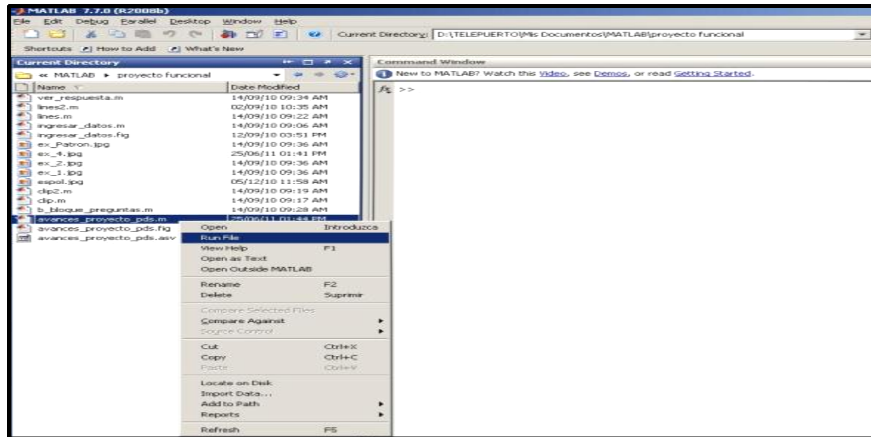 MATLAB 7.7.0 (R2008b)
File Edit Debug Parallel Desktop Window Help
Current Directory: D:\TELEPUERTO\Mis Documentos\MATLAB\proyecto funcional
Shortcuts How to Add What's New
Current Directory
« MATLAB ▸ proyecto funcional
Name Date Modified
ver_respuesta.m 14/09/10 09:34 AM
lines2.m 02/09/10 10:35 AM
lines.m 14/09/10 09:22 AM
ingresar_datos.m 14/09/10 09:06 AM
ingresar_datos.fig 12/09/10 03:51 PM
ex_Patron.jpg 14/09/10 09:36 AM
ex_4.jpg 25/06/11 01:41 PM
ex_2.jpg 14/09/10 09:36 AM
ex_1.jpg 14/09/10 09:36 AM
espol.jpg 05/12/10 11:58 AM
clip2.m 14/09/10 09:19 AM
clip.m 14/09/10 09:17 AM
b_bloque_preguntas.m 14/09/10 09:28 AM
avances_proyecto_pds.m 25/06/11 01:44 PM
avances_proyecto_pds.fig
avances_proyecto_pds.asv
Open Introduzca
Run File
View Help F1
Open as Text
Open Outside MATLAB
Rename F2
Delete Suprimir
Compare Selected Files
Compare Against
Source Control
Cut Ctrl+X
Copy Ctrl+C
Paste Ctrl+V
Locate on Disk
Import Data...
Add to Path
Reports
Refresh F5
Command Window
New to MATLAB? Watch this Video, see Demos, or read Getting Started.
fx >>